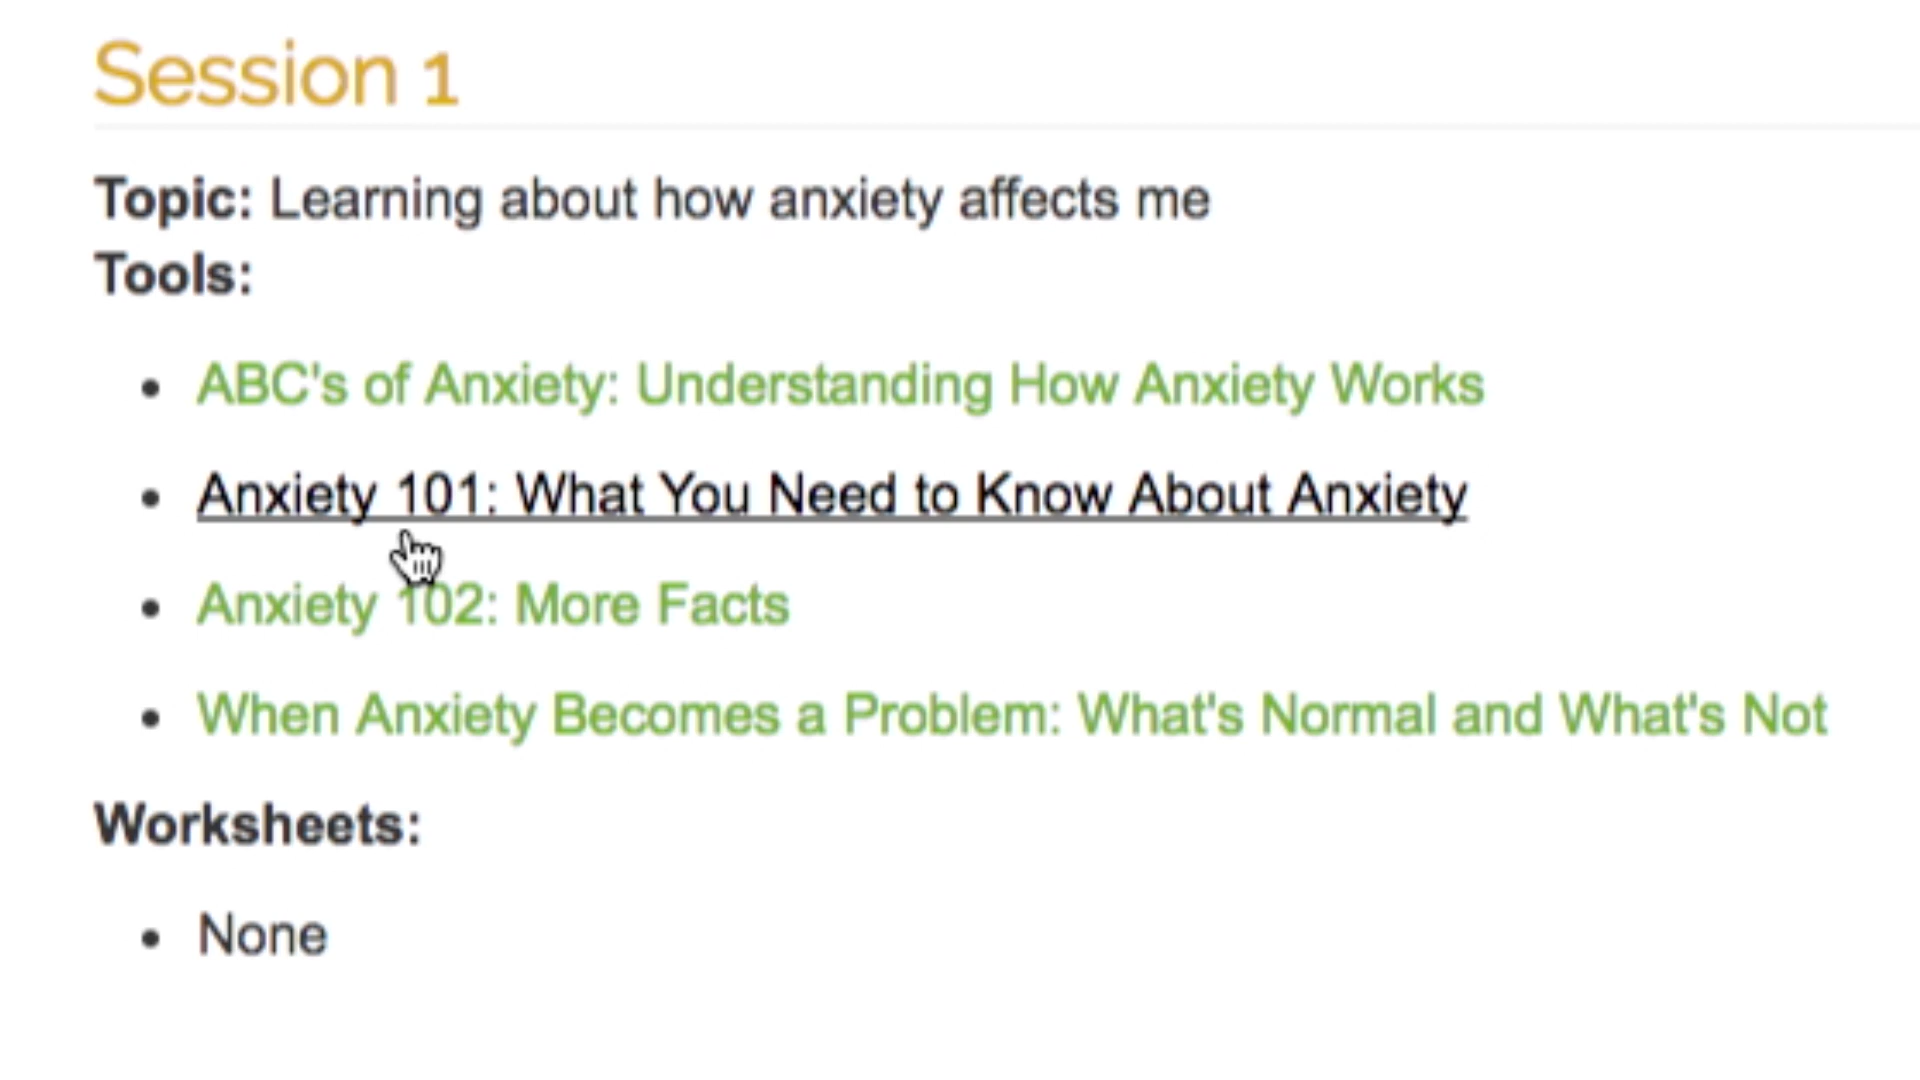 Session 1
Topic: Learning about how anxiety affects me
Tools:
ABC's of Anxiety: Understanding How Anxiety Works
Anxiety 101: What You Need to Know About Anxiety
Anxiety 102: More Facts
When Anxiety Becomes a Problem: What's Normal and What's Not
Worksheets:
None